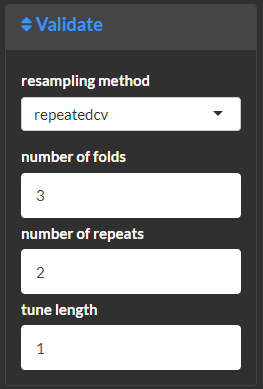 Validate
resampling method
repeatedcv
number of folds
3
number of repeats
2
tune length
1